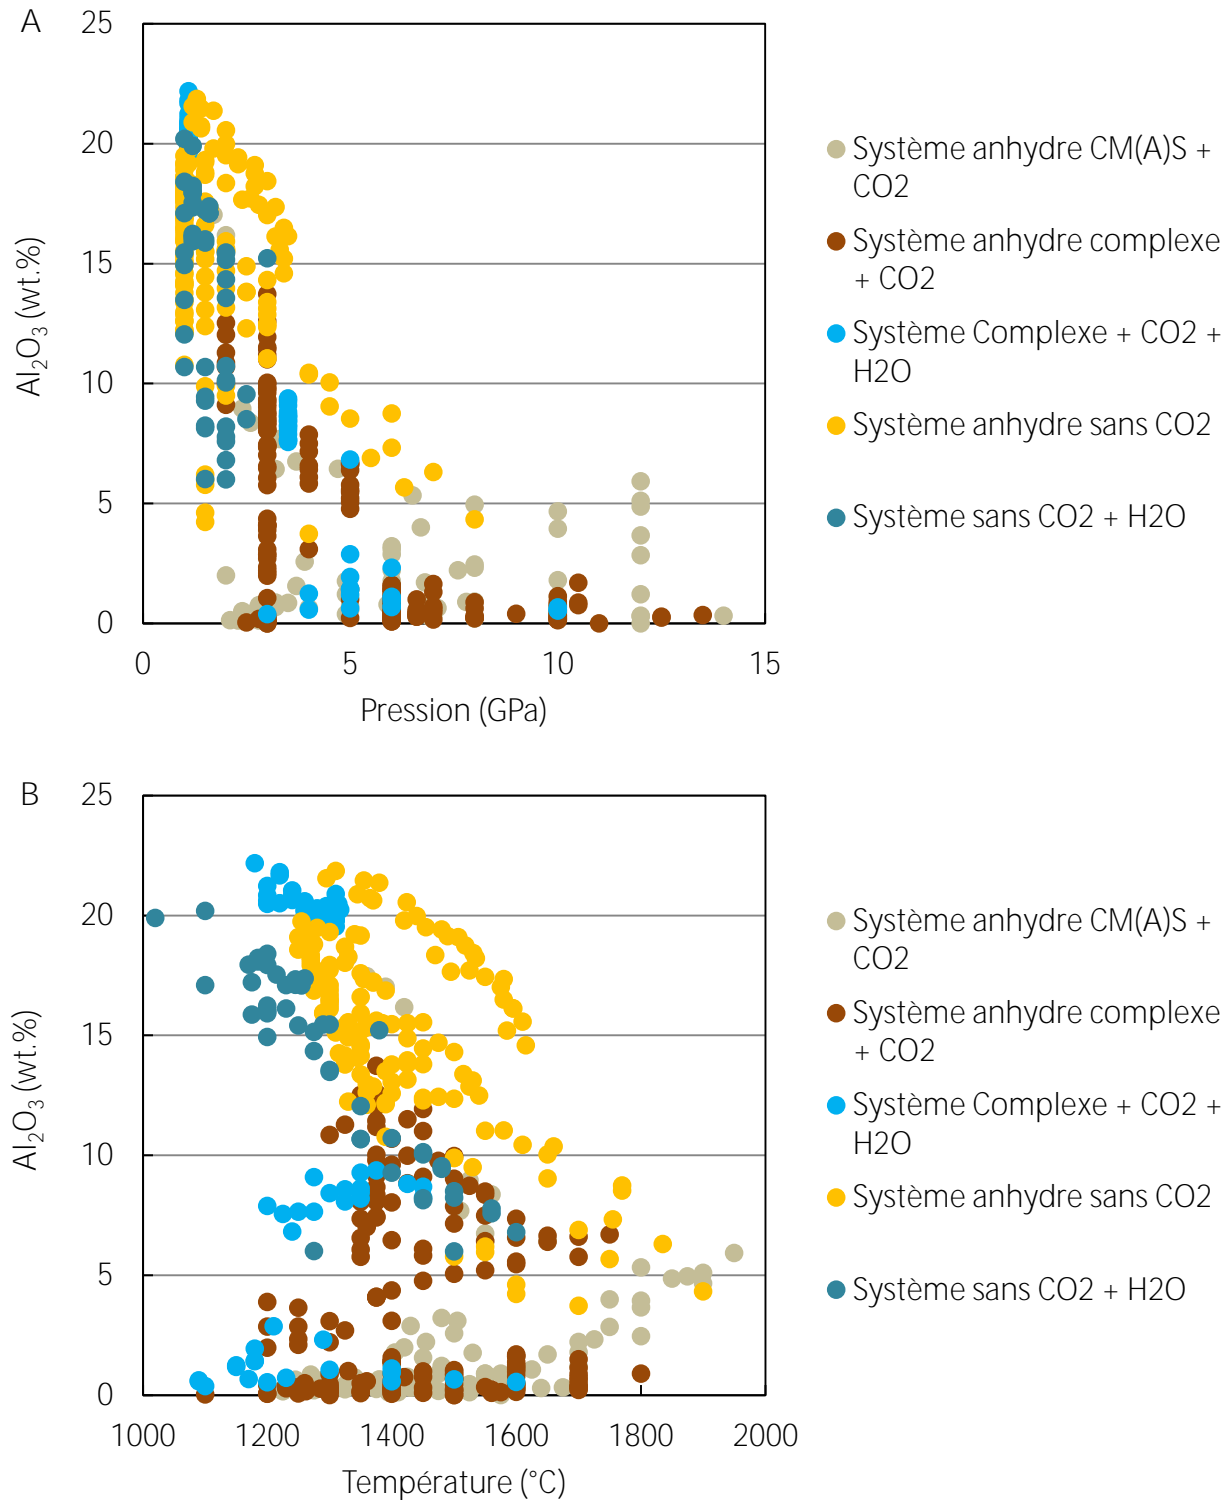 A
25
20
15
10
5
0
Al₂O₃ (wt.%)
0 5 10 15
Pression (GPa)
Système anhydre CM(A)S +
CO2
Système anhydre complexe
+ CO2
Système Complexe + CO2 +
H2O
Système anhydre sans CO2
Système sans CO2 + H2O
B
25
20
15
10
5
0
Al₂O₃ (wt.%)
1000 1200 1400 1600 1800 2000
Température (°C)
Système anhydre CM(A)S +
CO2
Système anhydre complexe
+ CO2
Système Complexe + CO2 +
H2O
Système anhydre sans CO2
Système sans CO2 + H2O